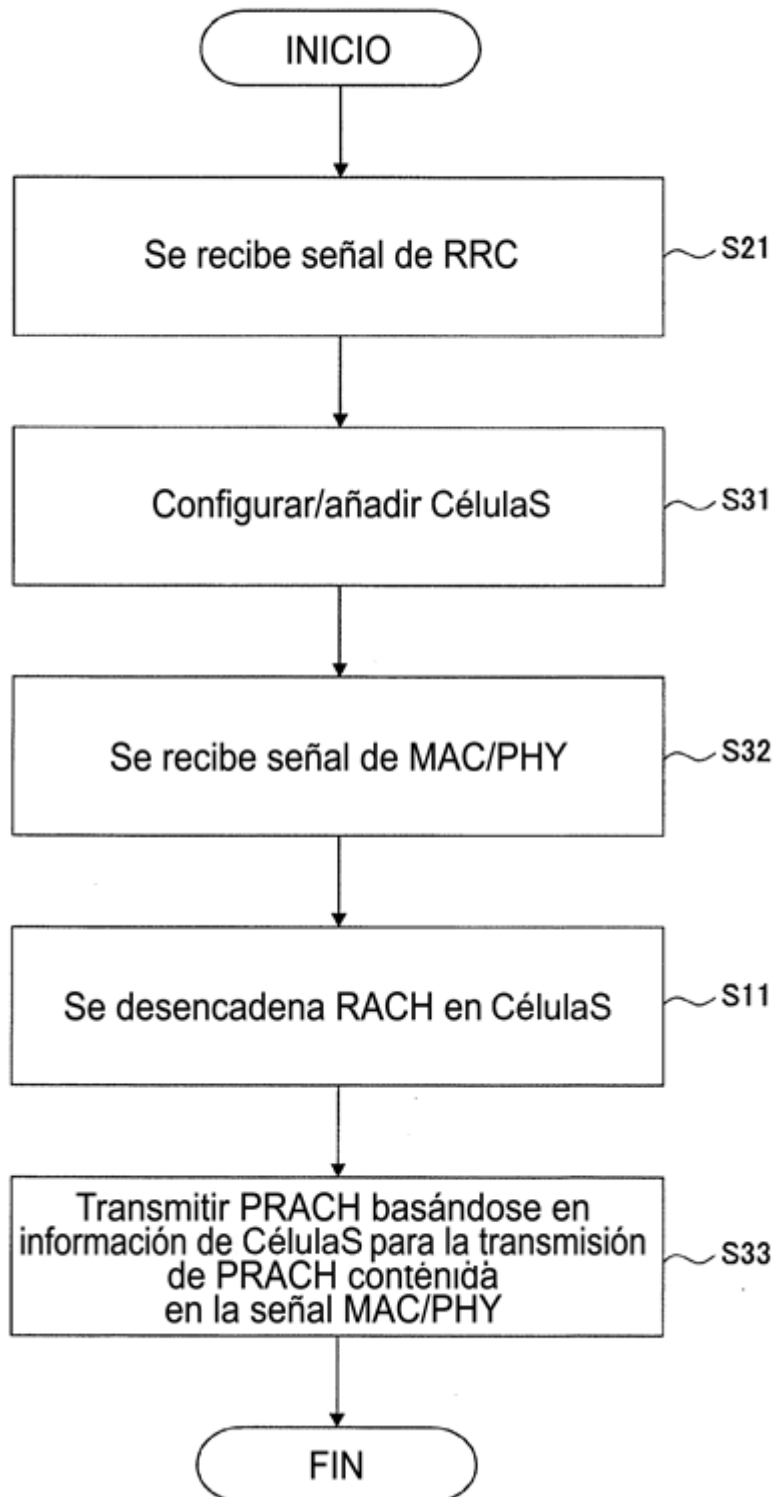 INICIO
Se recibe señal de RRC
S21
Configurar/añadir CélulaS
S31
Se recibe señal de MAC/PHY
S32
Se desencadena RACH en CélulaS
S11
Transmitir PRACH basándose en
información de CélulaS para la transmisión
de PRACH contenida
en la señal MAC/PHY
S33
FIN